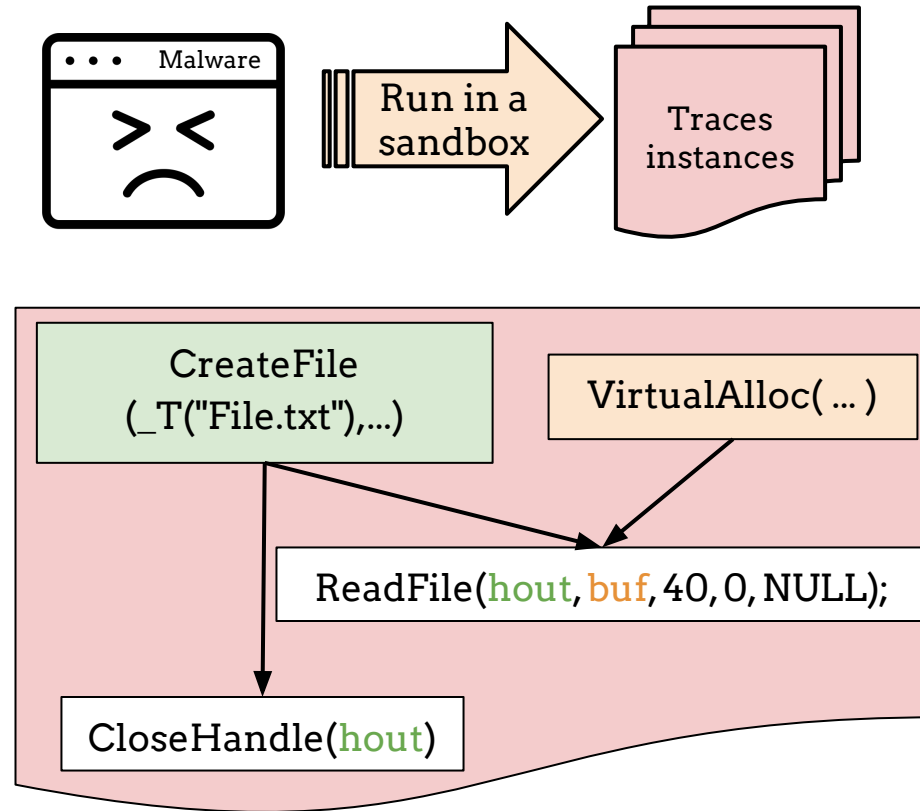 Malware
Run in a
sandbox
Traces
instances
CreateFile
(_T("File.txt"),...)
VirtualAlloc( ... )
ReadFile(hout, buf, 40, 0, NULL);
CloseHandle(hout)